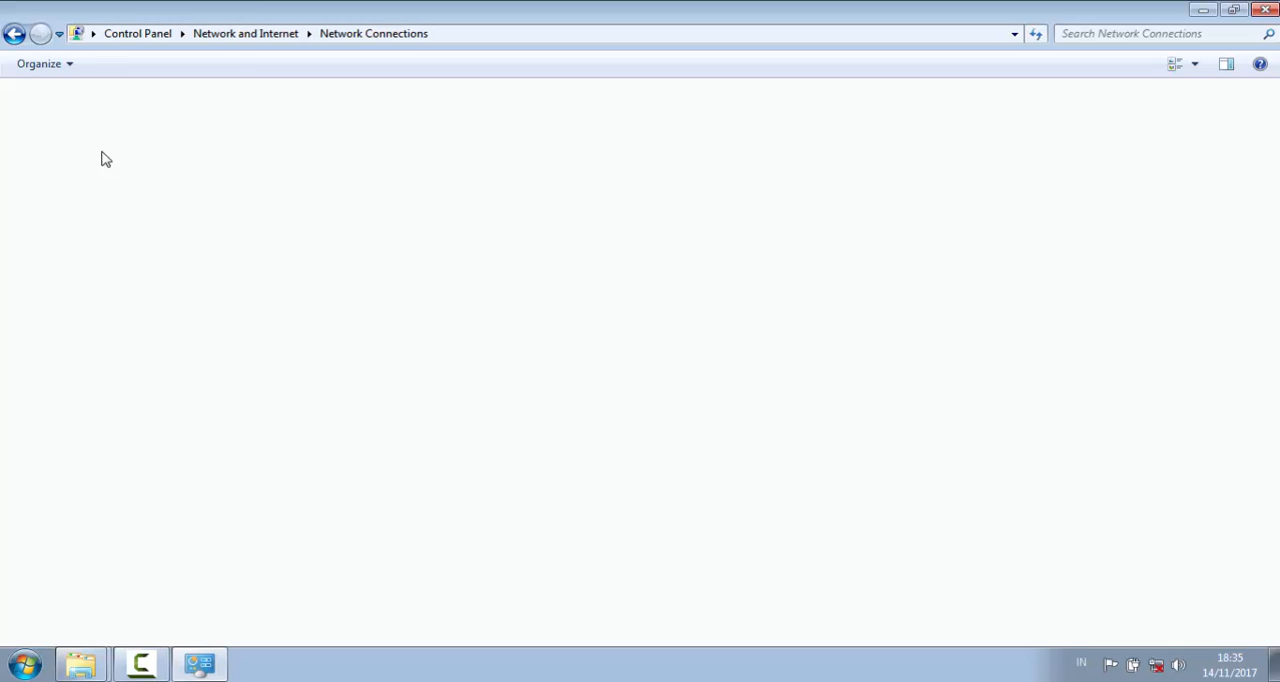 Control Panel Network and Internet Network Connections
Search Network Connections
Organize
IN
18:35
14/11/2017